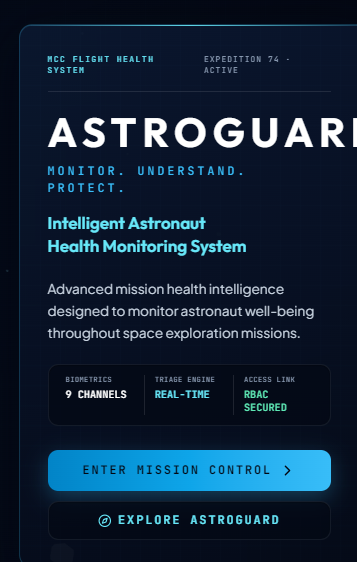 MCC FLIGHT HEALTH
SYSTEM
EXPEDITION 74 -
ACTIVE
ASTROGUAR
MONITOR. UNDERSTAND.
PROTECT.
Intelligent Astronaut
Health Monitoring System
Advanced mission health intelligence
designed to monitor astronaut well-being
throughout space exploration missions.
BIOMETRICS
9 CHANNELS
TRIAGE ENGINE
REAL-TIME
ACCESS LINK
RBAC
SECURED
ENTER MISSION CONTROL
EXPLORE ASTROGUARD